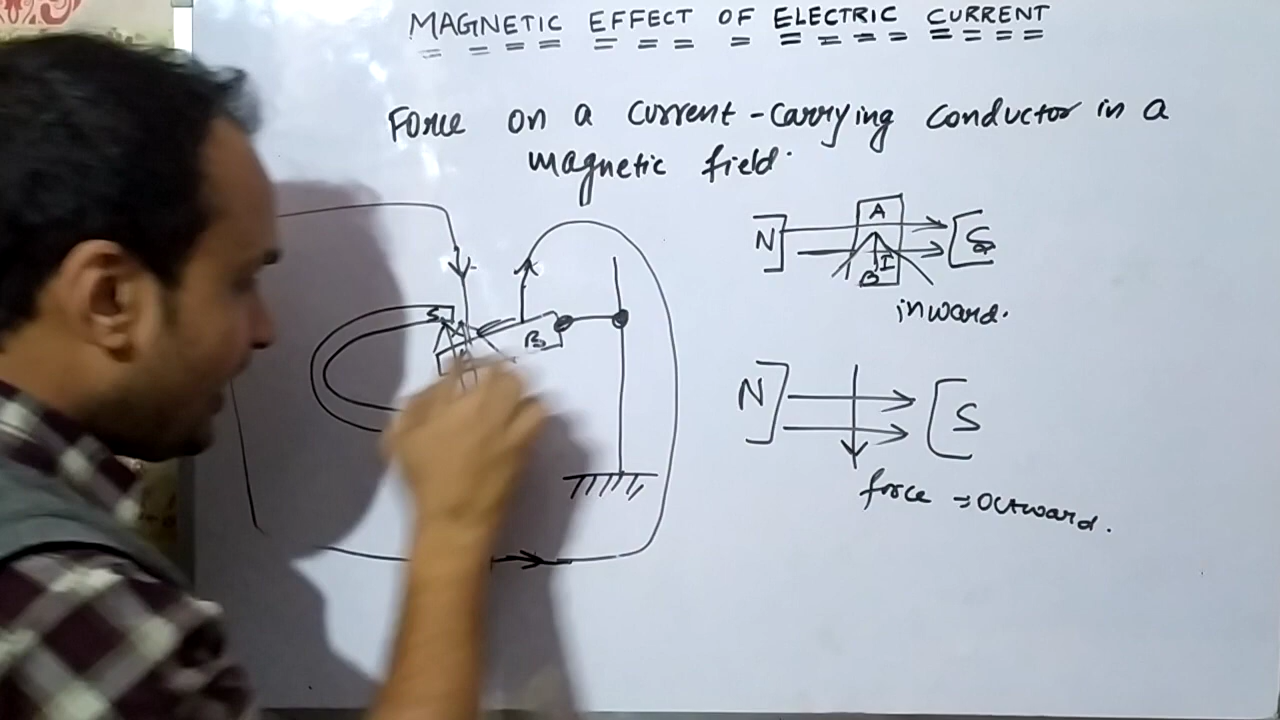 MAGNETIC EFFECT OF ELECTRIC CURRENT
Force on a current-carrying conductor in a
magnetic field.
N A S
I
B
inward.
S
B
N S
force ⇒ outward.